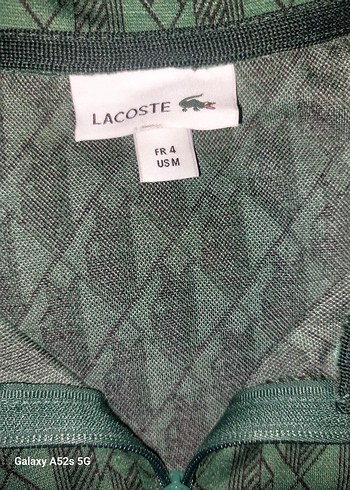 LACOSTE
FR 4
US M
Galaxy A52s 5G